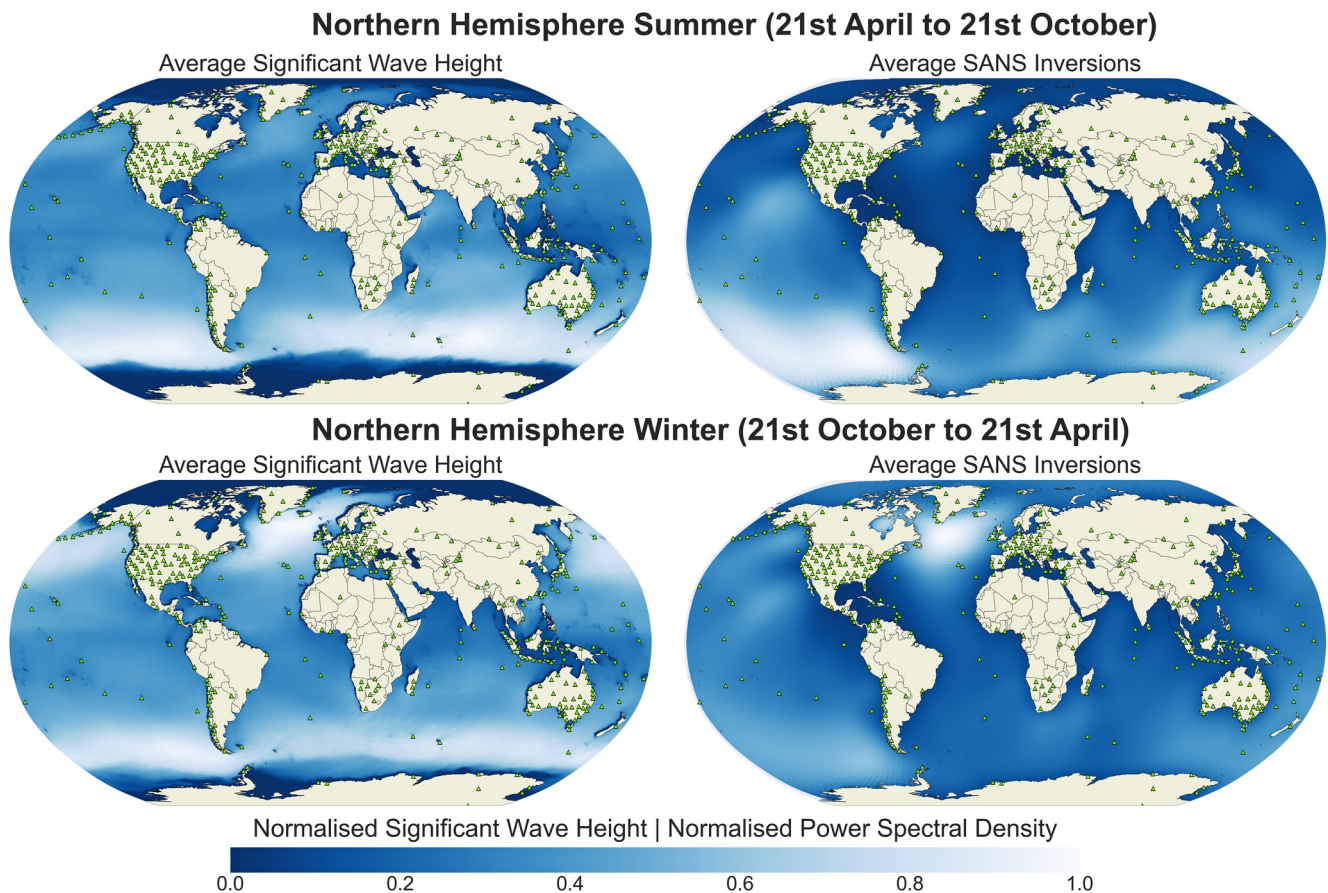 Northern Hemisphere Summer (21st April to 21st October)
Average Significant Wave Height
Average SANS Inversions
Northern Hemisphere Winter (21st October to 21st April)
Average Significant Wave Height
Average SANS Inversions
Normalised Significant Wave Height | Normalised Power Spectral Density
0.0 0.2 0.4 0.6 0.8 1.0